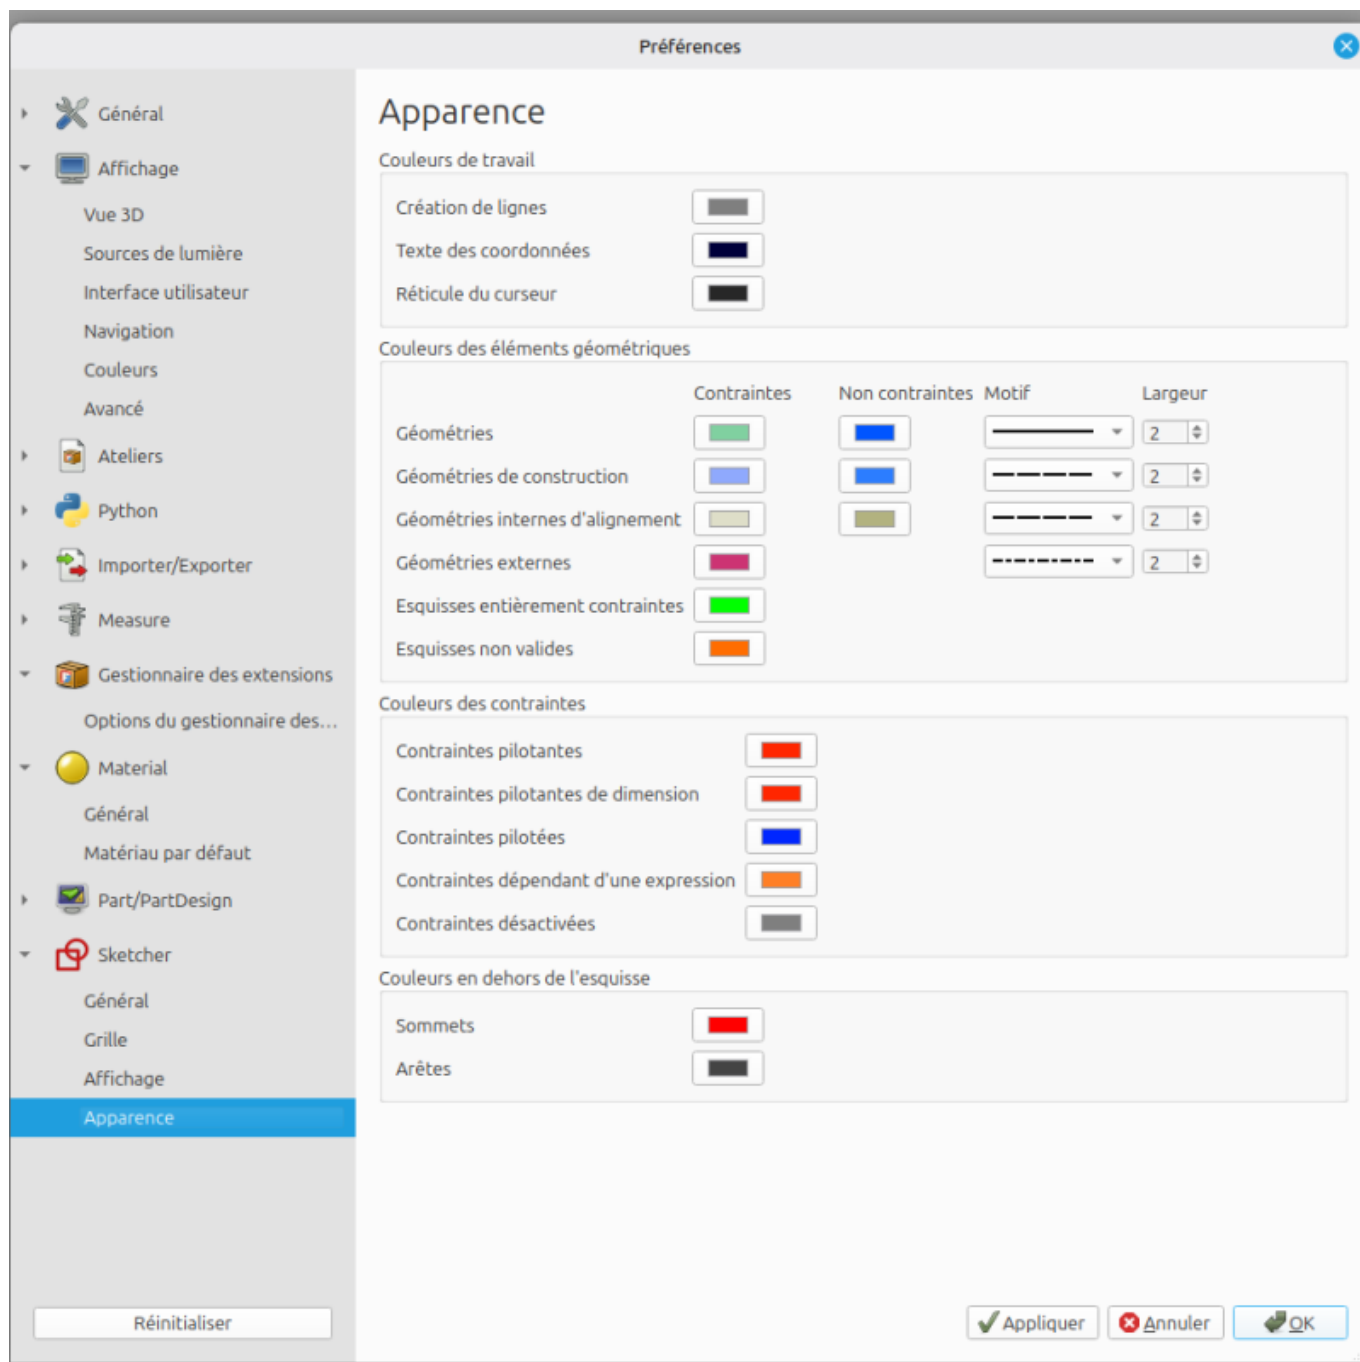 Préférences
Général
Affichage
Vue 3D
Sources de lumière
Interface utilisateur
Navigation
Couleurs
Avancé
Ateliers
Python
Importer/Exporter
Measure
Gestionnaire des extensions
Options du gestionnaire des...
Material
Général
Matériau par défaut
Part/PartDesign
Sketcher
Général
Grille
Affichage
Apparence
Réinitialiser
Apparence
Couleurs de travail
Création de lignes
Texte des coordonnées
Réticule du curseur
Couleurs des éléments géométriques
Contraintes Non contraintes Motif Largeur
Géométries 2
Géométries de construction 2
Géométries internes d'alignement 2
Géométries externes 2
Esquisses entièrement contraintes
Esquisses non valides
Couleurs des contraintes
Contraintes pilotantes
Contraintes pilotantes de dimension
Contraintes pilotées
Contraintes dépendant d'une expression
Contraintes désactivées
Couleurs en dehors de l'esquisse
Sommets
Arêtes
Appliquer Annuler OK